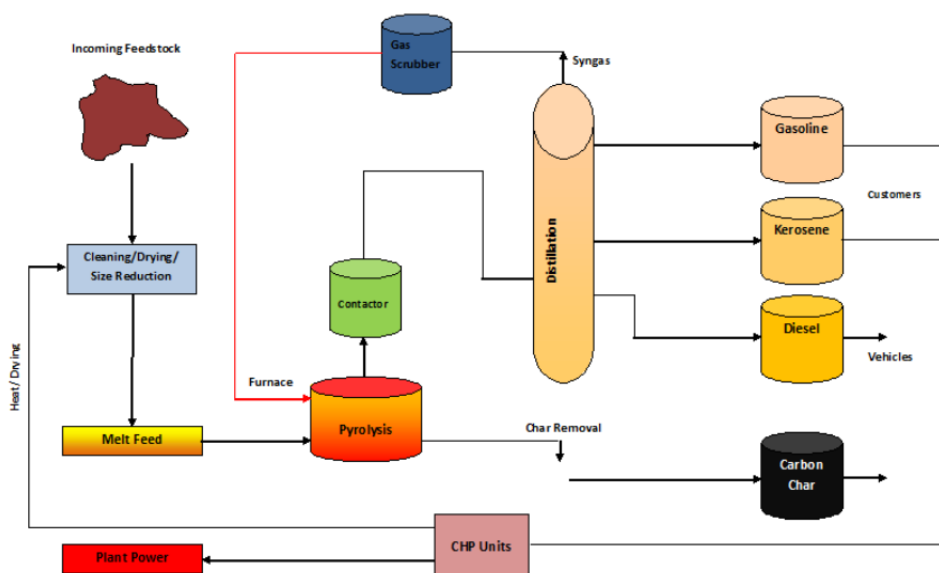 Incoming Feedstock
Gas
Scrubber
Syngas
Gasoline
Customers
Kerosene
Cleaning/Drying/
Size Reduction
Distillation
Contactor
Diesel
Vehicles
Heat/ Drying
Furnace
Melt Feed
Pyrolysis
Char Removal
Carbon
Char
CHP Units
Plant Power